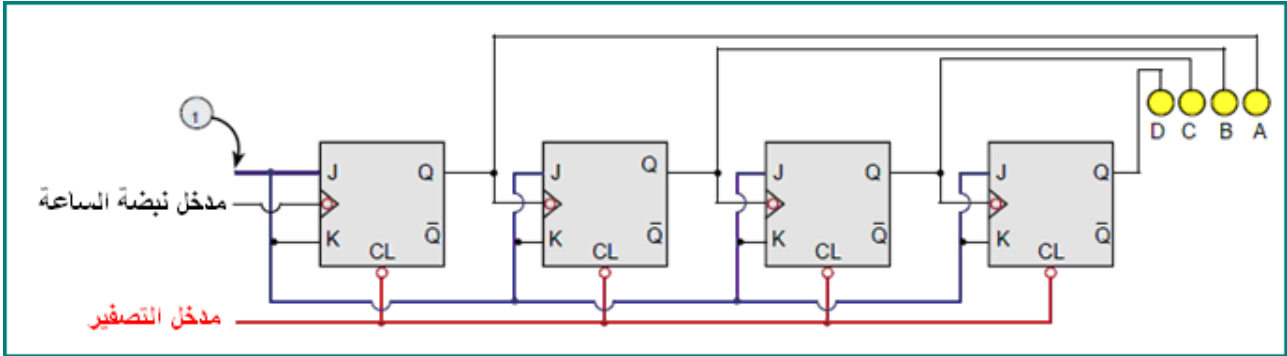 D C B A
1
J Q J Q J Q J Q
مدخل نبضة الساعة
K CL Q̅ K CL Q̅ K CL Q̅ K CL Q̅
مدخل التصفير